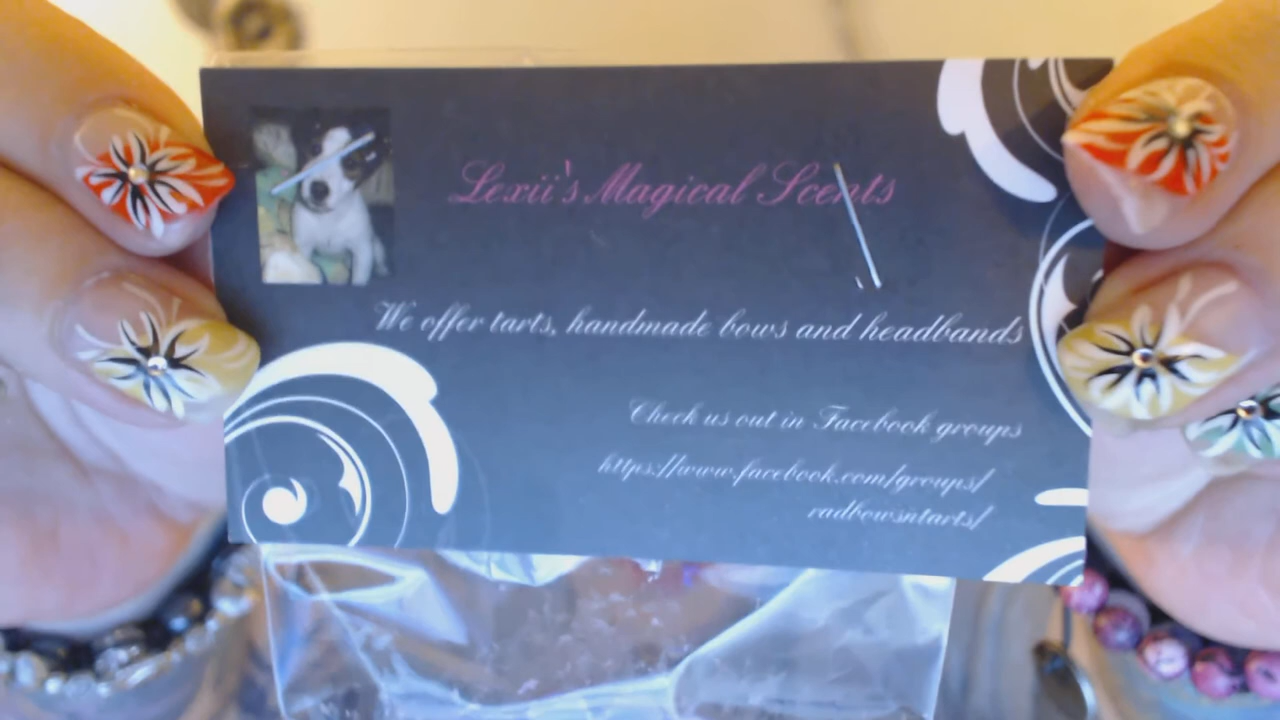 Lexii's Magical Scents
We offer tarts, handmade bows and headbands
Check us out in Facebook groups
https://www.facebook.com/groups/
radbowsntarts/